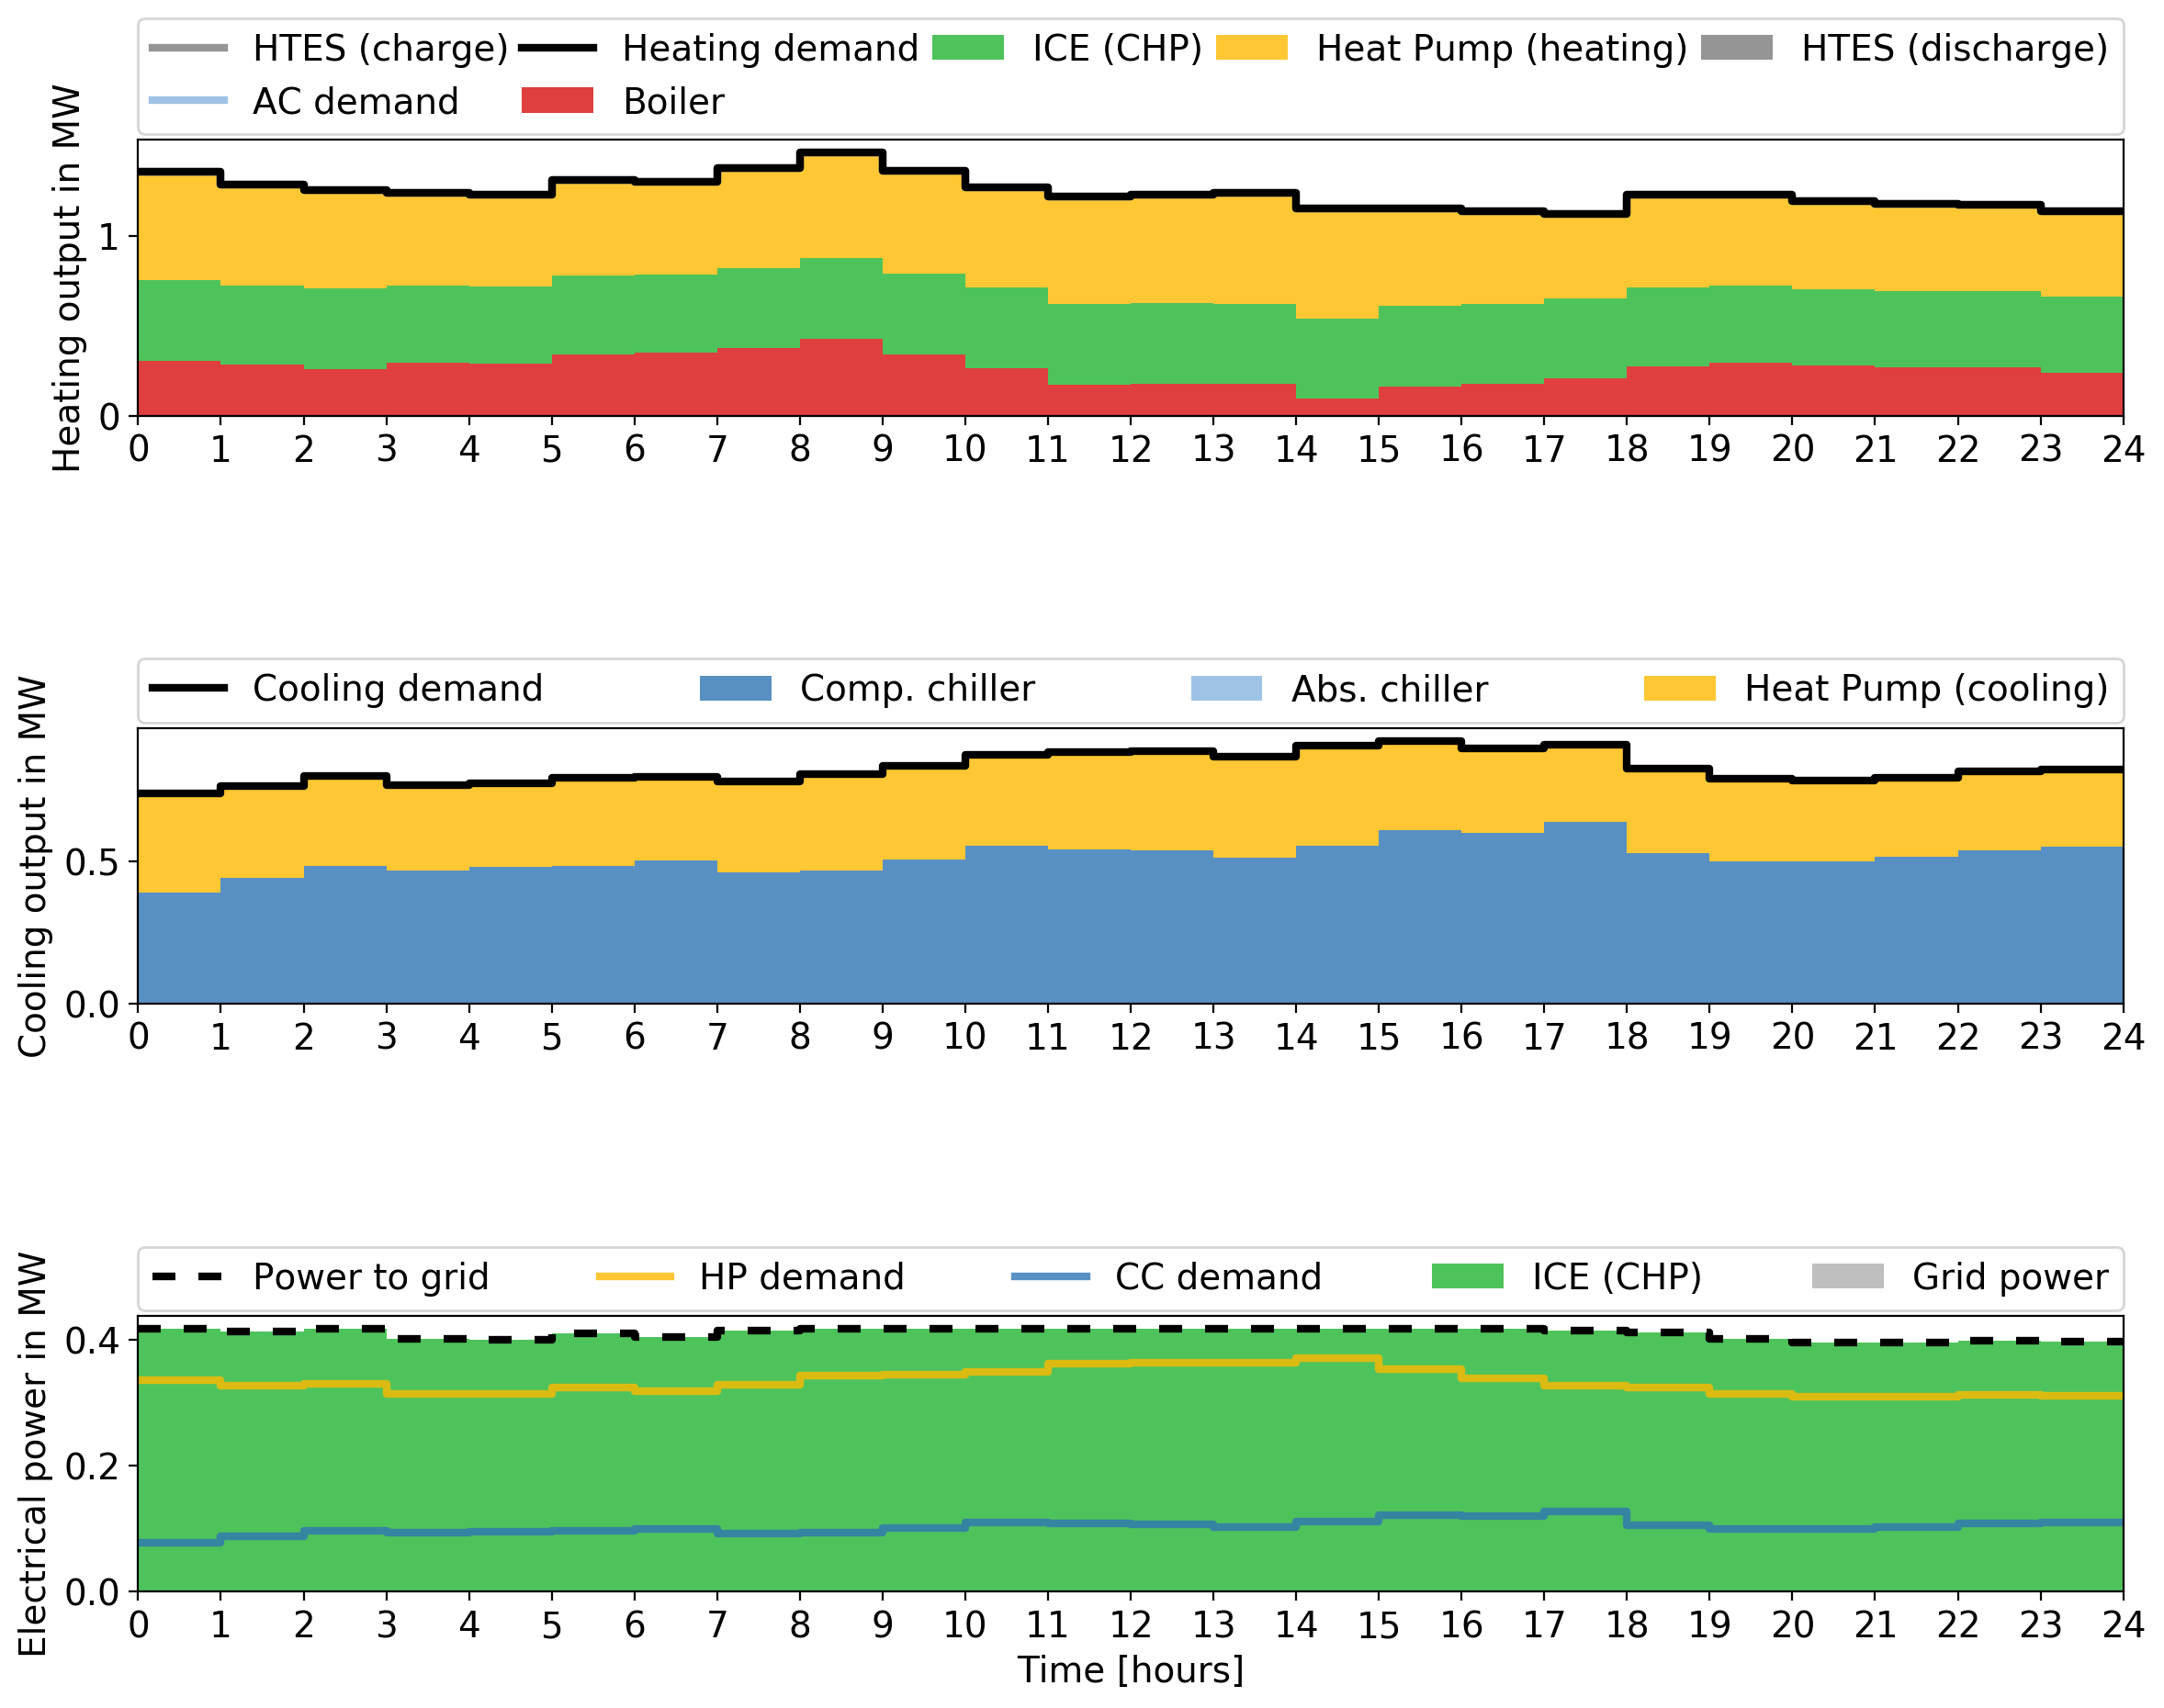 HTES (charge) Heating demand ICE (CHP) Heat Pump (heating) HTES (discharge)
AC demand Boiler
Heating output in MW
1
0
0 1 2 3 4 5 6 7 8 9 10 11 12 13 14 15 16 17 18 19 20 21 22 23 24
Cooling demand Comp. chiller Abs. chiller Heat Pump (cooling)
Cooling output in MW
0.5
0.0
0 1 2 3 4 5 6 7 8 9 10 11 12 13 14 15 16 17 18 19 20 21 22 23 24
Power to grid HP demand CC demand ICE (CHP) Grid power
Electrical power in MW
0.4
0.2
0.0
0 1 2 3 4 5 6 7 8 9 10 11 12 13 14 15 16 17 18 19 20 21 22 23 24
Time [hours]